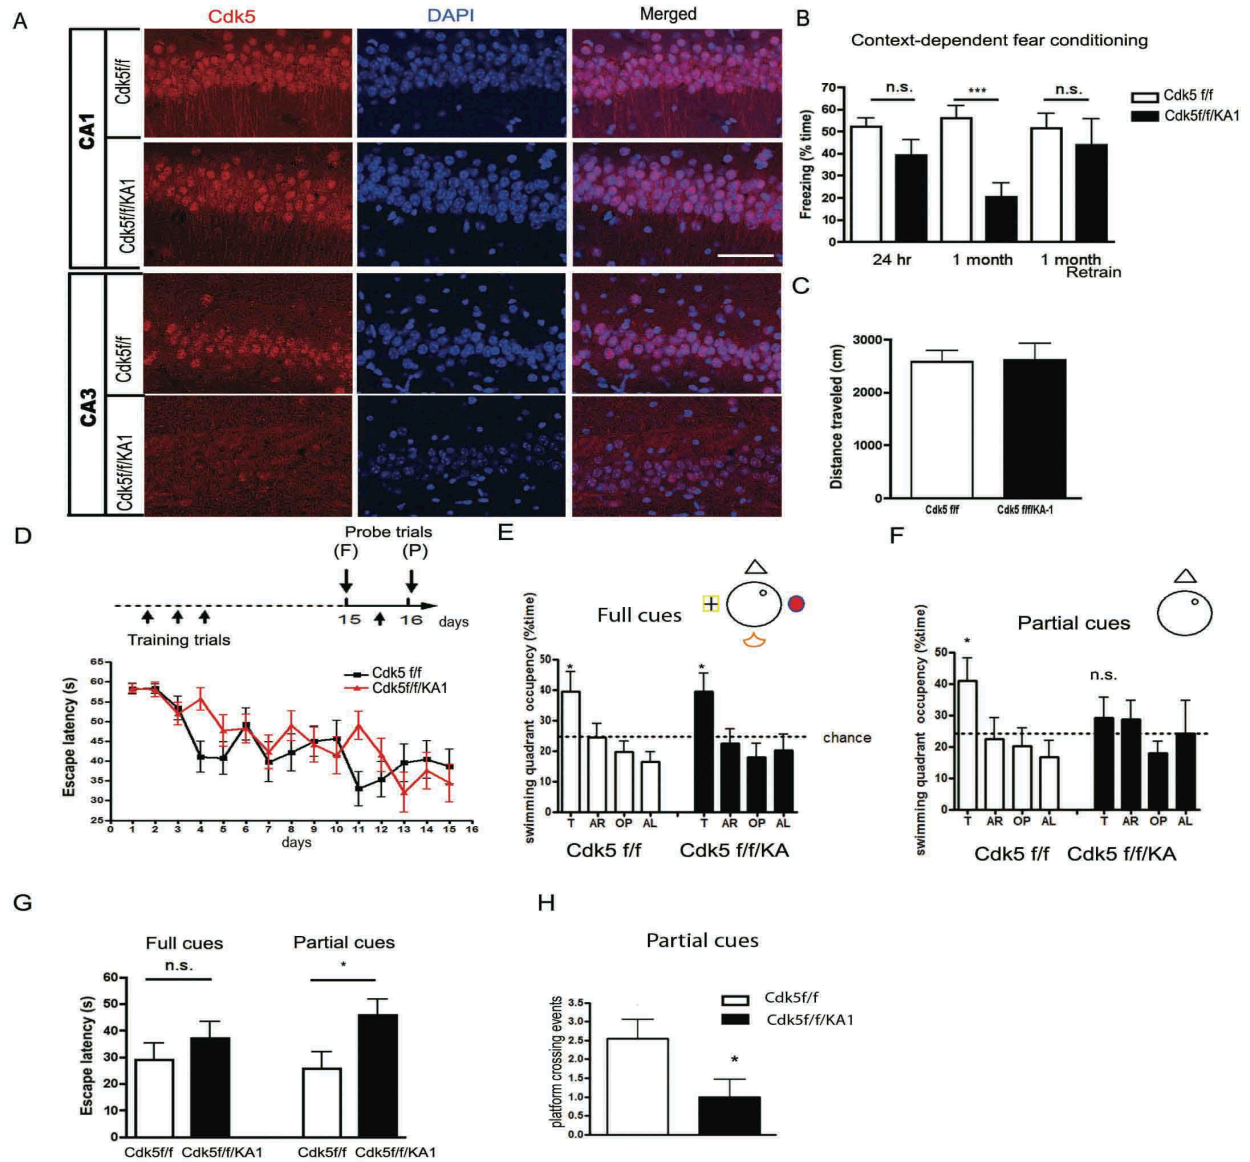 A
Cdk5
DAPI
Merged
CA1
Cdk5f/f
Cdk5f/f/KA1
CA3
Cdk5f/f
Cdk5f/f/KA1
B
Context-dependent fear conditioning
Cdk5 f/f
Cdk5f/f/KA1
n.s.
***
n.s.
Freezing (% time)
70
60
50
40
30
20
10
0
24 hr
1 month
1 month
Retrain
C
Distance traveled (cm)
3000
2000
1000
0
Cdk5 f/f
Cdk5 f/f/KA-1
D
Probe trials
(F)
(P)
15
16
days
Training trials
Cdk5 f/f
Cdk5f/f/KA1
Escape latency (s)
65
60
55
50
45
40
35
30
25
0 1 2 3 4 5 6 7 8 9 10 11 12 13 14 15 16
days
E
Full cues
swimming quadrant occupency (%time)
50
40
30
20
10
0
*
*
chance
T AR OP AL
T AR OP AL
Cdk5 f/f
Cdk5 f/f/KA
F
Partial cues
swimming quadrant occupency (%time)
50
40
30
20
10
0
*
n.s.
T AR OP AL
T AR OP AL
Cdk5 f/f
Cdk5 f/f/KA
G
Full cues
Partial cues
n.s.
*
Escape latency (s)
60
50
40
30
20
10
0
Cdk5f/f
Cdk5f/f/KA1
Cdk5f/f
Cdk5f/f/KA1
H
Partial cues
Cdk5f/f
Cdk5f/f/KA1
platform crossing events
3.5
3.0
2.5
2.0
1.5
1.0
0.5
0.0
*